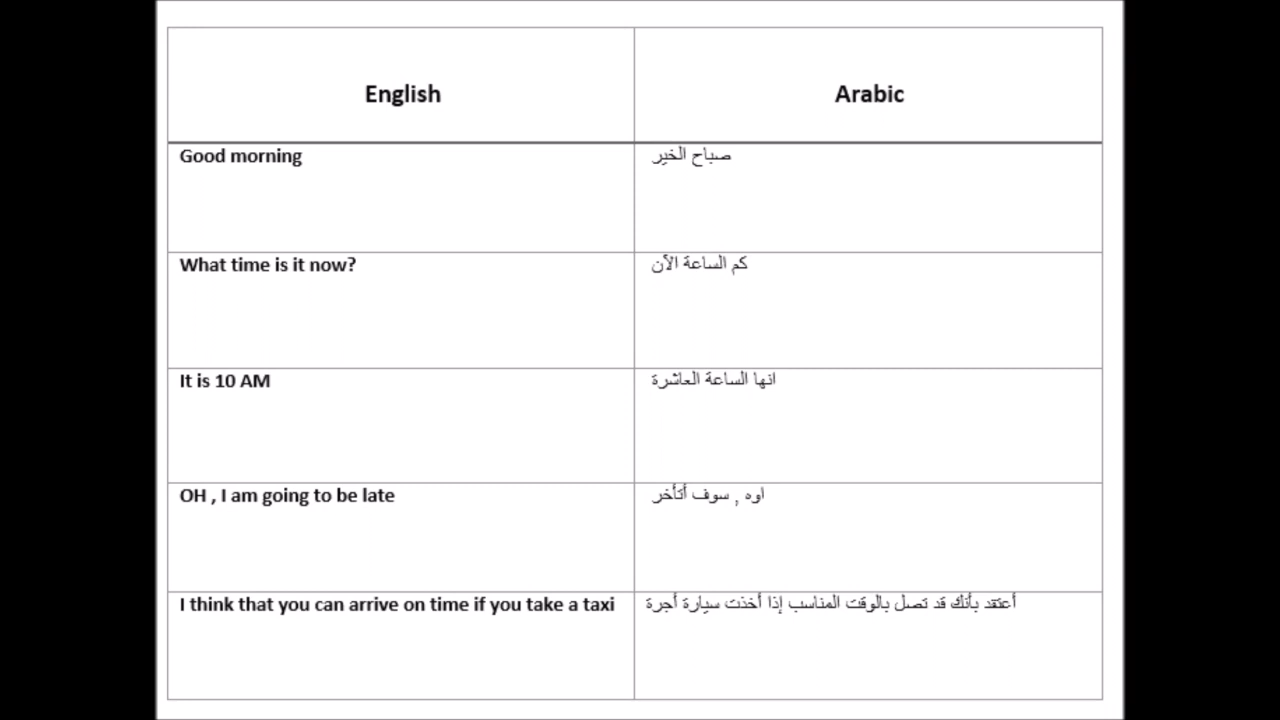 English
Arabic
Good morning
صباح الخير
What time is it now?
كم الساعة الآن
It is 10 AM
انها الساعة العاشرة
OH , I am going to be late
اوه , سوف أتأخر
I think that you can arrive on time if you take a taxi
أعتقد بأنك قد تصل بالوقت المناسب إذا أخذت سيارة أجرة